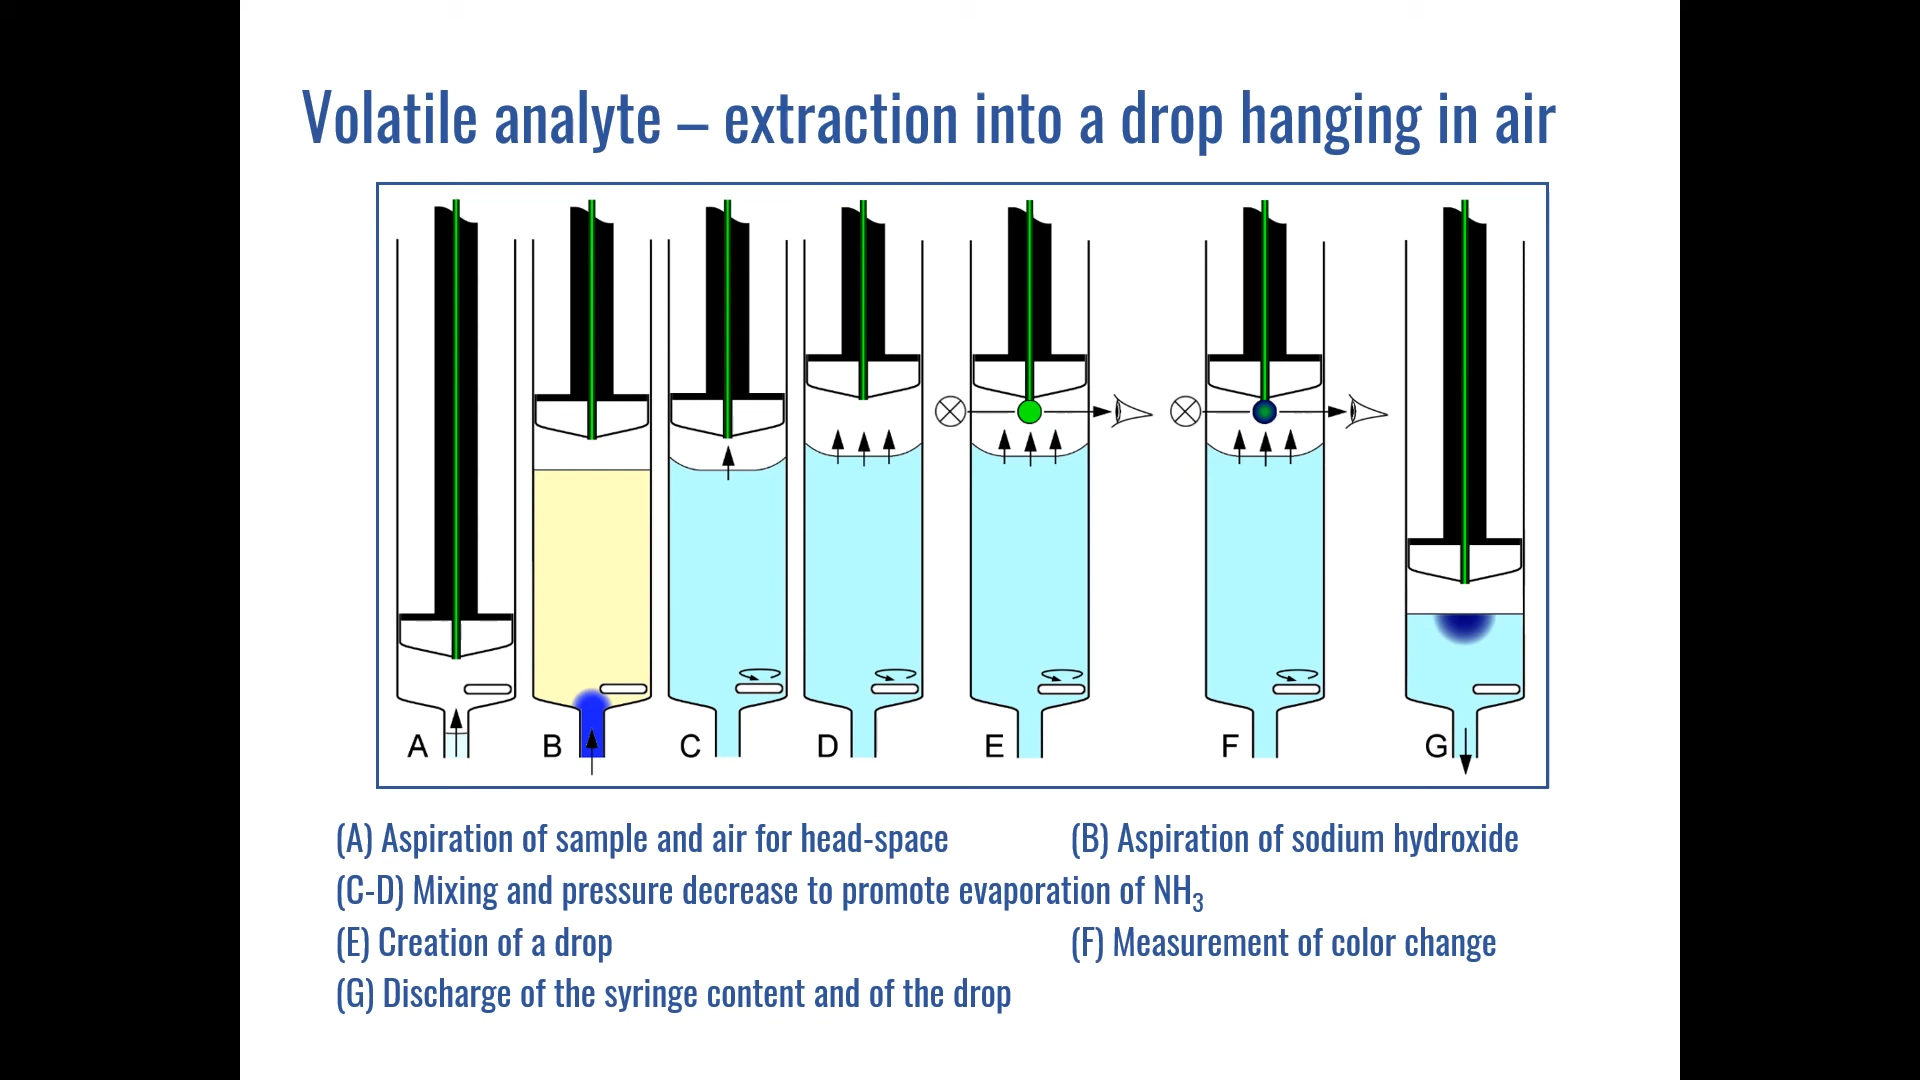 Volatile analyte – extraction into a drop hanging in air
A B C D E F G
(A) Aspiration of sample and air for head-space (B) Aspiration of sodium hydroxide
(C-D) Mixing and pressure decrease to promote evaporation of NH₃
(E) Creation of a drop (F) Measurement of color change
(G) Discharge of the syringe content and of the drop